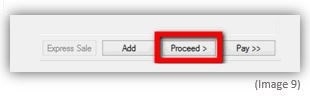 Express Sale Add Proceed > Pay >>
(Image 9)